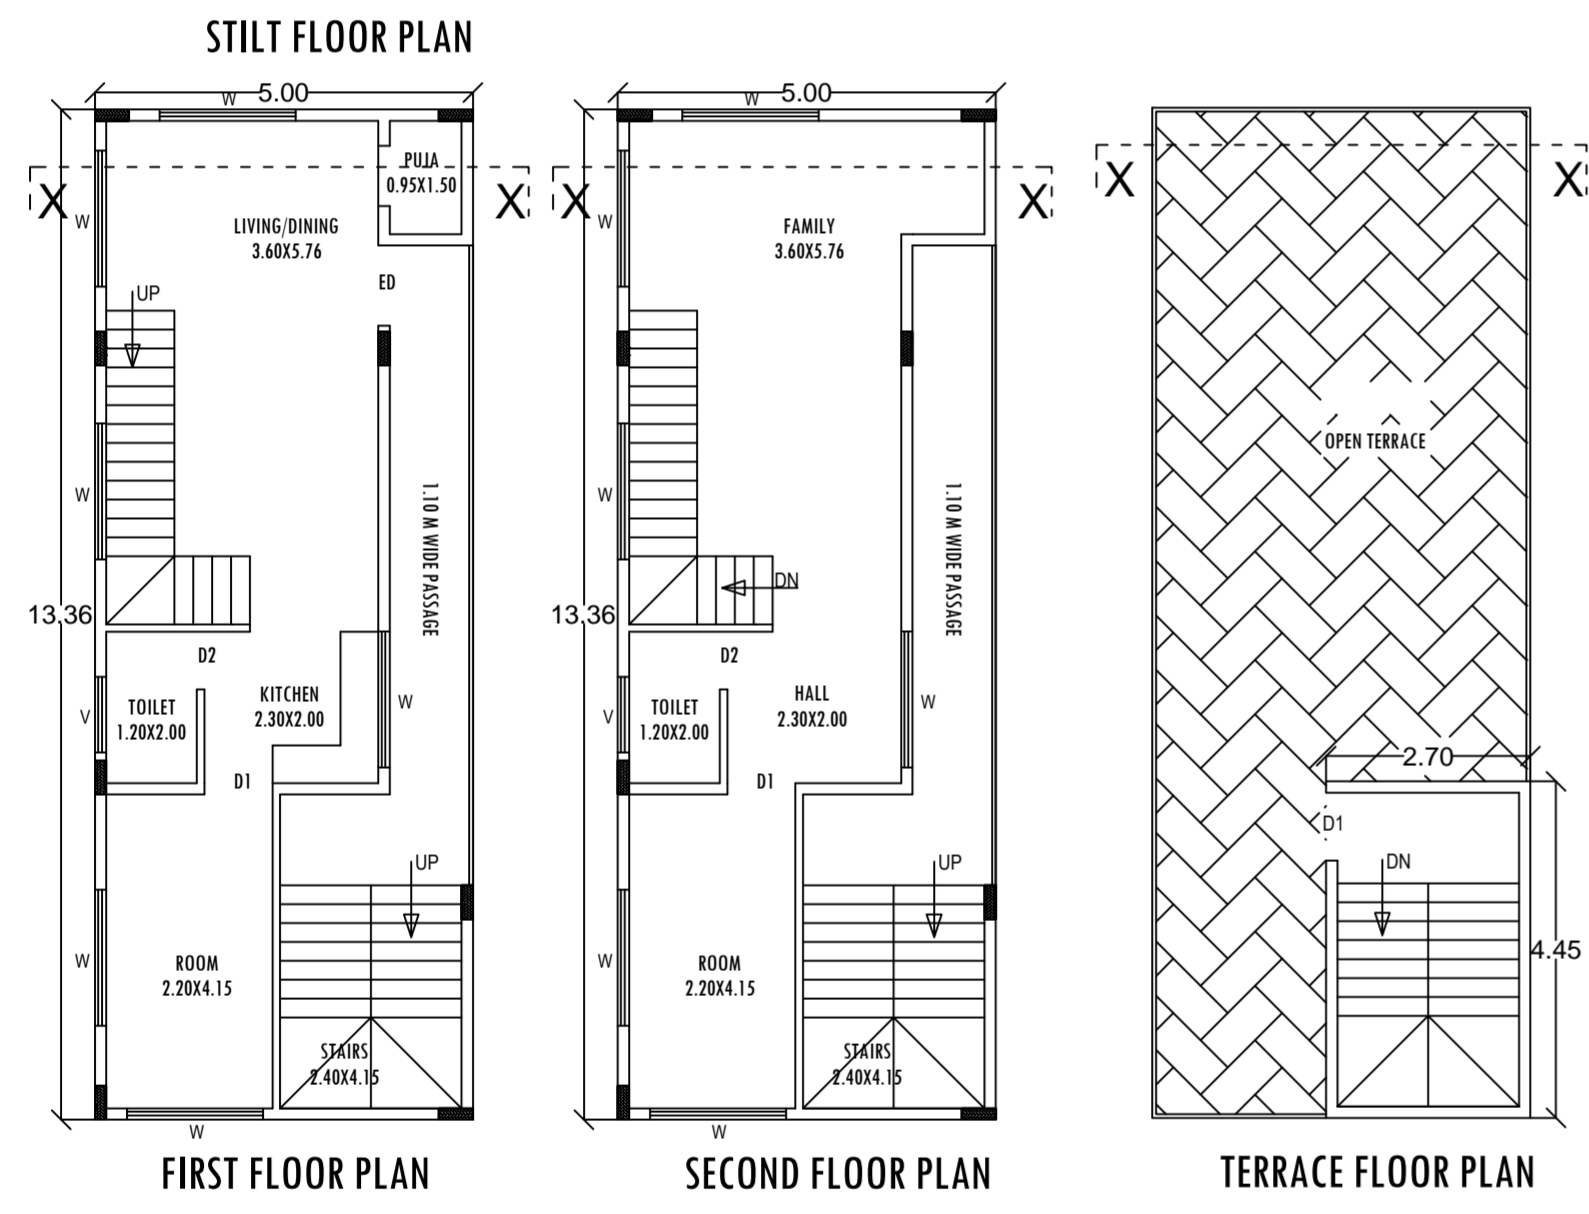 STILT FLOOR PLAN
5.00
W
PUJA
0.95X1.50
X
X
W
LIVING/DINING
3.60X5.76
ED
UP
W
1.10 M WIDE PASSAGE
13.36
D2
TOILET
1.20X2.00
KITCHEN
2.30X2.00
V
W
D1
UP
W
ROOM
2.20X4.15
STAIRS
2.40X4.15
W
FIRST FLOOR PLAN
5.00
W
X
X
W
FAMILY
3.60X5.76
W
1.10 M WIDE PASSAGE
DN
13.36
D2
TOILET
1.20X2.00
HALL
2.30X2.00
V
W
D1
UP
W
ROOM
2.20X4.15
STAIRS
2.40X4.15
W
SECOND FLOOR PLAN
X
X
OPEN TERRACE
2.70
D1
DN
4.45
TERRACE FLOOR PLAN